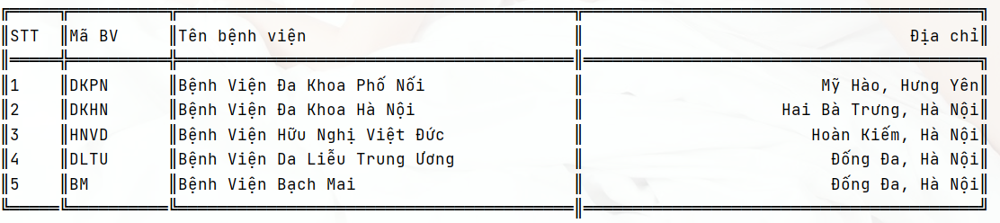 STT Mã BV Tên bệnh viện Địa chỉ
1 DKPN Bệnh Viện Đa Khoa Phố Nối Mỹ Hào, Hưng Yên
2 DKHN Bệnh Viện Đa Khoa Hà Nội Hai Bà Trưng, Hà Nội
3 HNVD Bệnh Viện Hữu Nghị Việt Đức Hoàn Kiếm, Hà Nội
4 DLTU Bệnh Viện Da Liễu Trung Ương Đống Đa, Hà Nội
5 BM Bệnh Viện Bạch Mai Đống Đa, Hà Nội